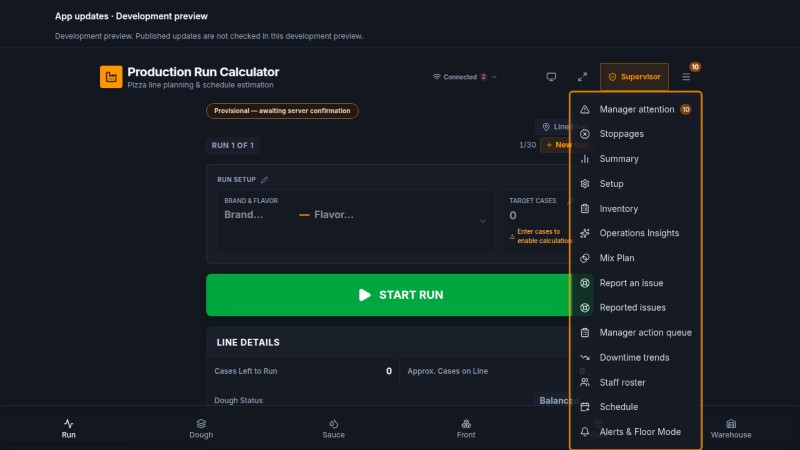 App updates · Development preview
Development preview. Published updates are not checked in this development preview.
Production Run Calculator
Pizza line planning & schedule estimation
Connected 2
Supervisor
10
Provisional — awaiting server confirmation
Line
RUN 1 OF 1
1/30
+ New
RUN SETUP
BRAND & FLAVOR
Brand... — Flavor...
TARGET CASES
0
Enter cases to
enable calculation
START RUN
LINE DETAILS
Cases Left to Run 0
Approx. Cases on Line 0
Dough Status
Balanced
Manager attention 10
Stoppages
Summary
Setup
Inventory
Operations Insights
Mix Plan
Report an issue
Reported issues
Manager action queue
Downtime trends
Staff roster
Schedule
Alerts & Floor Mode
Run
Dough
Sauce
Front
Warehouse